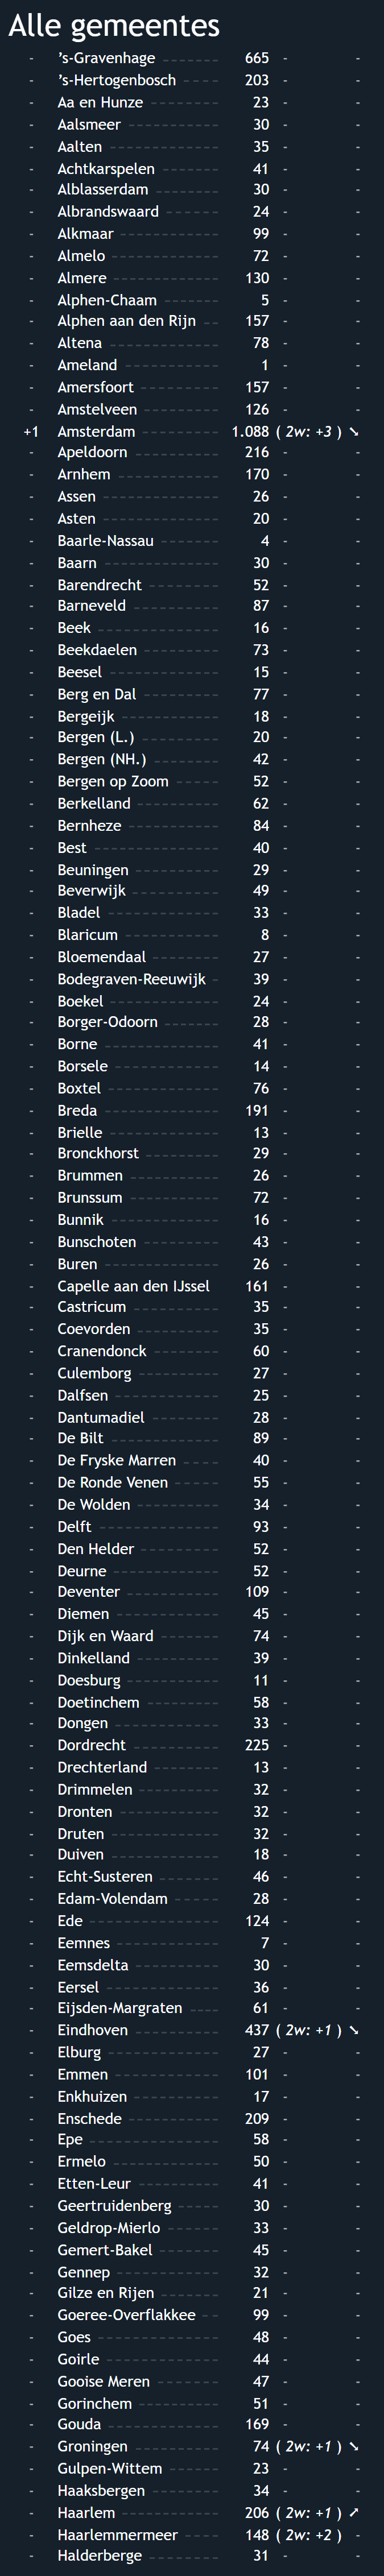 Alle gemeentes
- ’s-Gravenhage 665 - -
- ’s-Hertogenbosch 203 - -
- Aa en Hunze 23 - -
- Aalsmeer 30 - -
- Aalten 35 - -
- Achtkarspelen 41 - -
- Alblasserdam 30 - -
- Albrandswaard 24 - -
- Alkmaar 99 - -
- Almelo 72 - -
- Almere 130 - -
- Alphen-Chaam 5 - -
- Alphen aan den Rijn 157 - -
- Altena 78 - -
- Ameland 1 - -
- Amersfoort 157 - -
- Amstelveen 126 - -
+1 Amsterdam 1.088 ( 2w: +3 ) ➘
- Apeldoorn 216 - -
- Arnhem 170 - -
- Assen 26 - -
- Asten 20 - -
- Baarle-Nassau 4 - -
- Baarn 30 - -
- Barendrecht 52 - -
- Barneveld 87 - -
- Beek 16 - -
- Beekdaelen 73 - -
- Beesel 15 - -
- Berg en Dal 77 - -
- Bergeijk 18 - -
- Bergen (L.) 20 - -
- Bergen (NH.) 42 - -
- Bergen op Zoom 52 - -
- Berkelland 62 - -
- Bernheze 84 - -
- Best 40 - -
- Beuningen 29 - -
- Beverwijk 49 - -
- Bladel 33 - -
- Blaricum 8 - -
- Bloemendaal 27 - -
- Bodegraven-Reeuwijk 39 - -
- Boekel 24 - -
- Borger-Odoorn 28 - -
- Borne 41 - -
- Borsele 14 - -
- Boxtel 76 - -
- Breda 191 - -
- Brielle 13 - -
- Bronckhorst 29 - -
- Brummen 26 - -
- Brunssum 72 - -
- Bunnik 16 - -
- Bunschoten 43 - -
- Buren 26 - -
- Capelle aan den IJssel 161 - -
- Castricum 35 - -
- Coevorden 35 - -
- Cranendonck 60 - -
- Culemborg 27 - -
- Dalfsen 25 - -
- Dantumadiel 28 - -
- De Bilt 89 - -
- De Fryske Marren 40 - -
- De Ronde Venen 55 - -
- De Wolden 34 - -
- Delft 93 - -
- Den Helder 52 - -
- Deurne 52 - -
- Deventer 109 - -
- Diemen 45 - -
- Dijk en Waard 74 - -
- Dinkelland 39 - -
- Doesburg 11 - -
- Doetinchem 58 - -
- Dongen 33 - -
- Dordrecht 225 - -
- Drechterland 13 - -
- Drimmelen 32 - -
- Dronten 32 - -
- Druten 32 - -
- Duiven 18 - -
- Echt-Susteren 46 - -
- Edam-Volendam 28 - -
- Ede 124 - -
- Eemnes 7 - -
- Eemsdelta 30 - -
- Eersel 36 - -
- Eijsden-Margraten 61 - -
- Eindhoven 437 ( 2w: +1 ) ➘
- Elburg 27 - -
- Emmen 101 - -
- Enkhuizen 17 - -
- Enschede 209 - -
- Epe 58 - -
- Ermelo 50 - -
- Etten-Leur 41 - -
- Geertruidenberg 30 - -
- Geldrop-Mierlo 33 - -
- Gemert-Bakel 45 - -
- Gennep 32 - -
- Gilze en Rijen 21 - -
- Goeree-Overflakkee 99 - -
- Goes 48 - -
- Goirle 44 - -
- Gooise Meren 47 - -
- Gorinchem 51 - -
- Gouda 169 - -
- Groningen 74 ( 2w: +1 ) ➘
- Gulpen-Wittem 23 - -
- Haaksbergen 34 - -
- Haarlem 206 ( 2w: +1 ) ➚
- Haarlemmermeer 148 ( 2w: +2 ) -
- Halderberge 31 - -